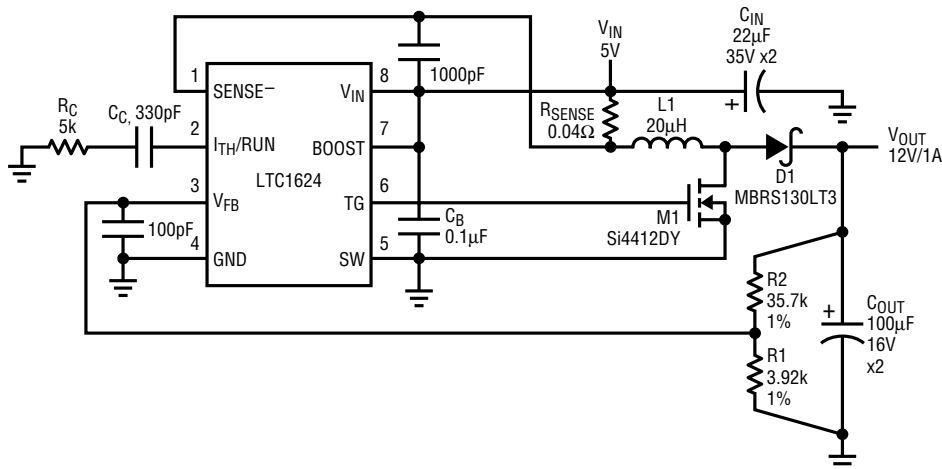 1
SENSE–
RC
5k
CC, 330pF
2
ITH/RUN
3
VFB
100pF
4
GND
LTC1624
8
VIN
7
BOOST
6
TG
5
SW
1000pF
CB
0.1µF
VIN
5V
RSENSE
0.04Ω
L1
20µH
CIN
22µF
35V x2
+
M1
Si4412DY
D1
MBRS130LT3
VOUT
12V/1A
R2
35.7k
1%
R1
3.92k
1%
+
COUT
100µF
16V
x2